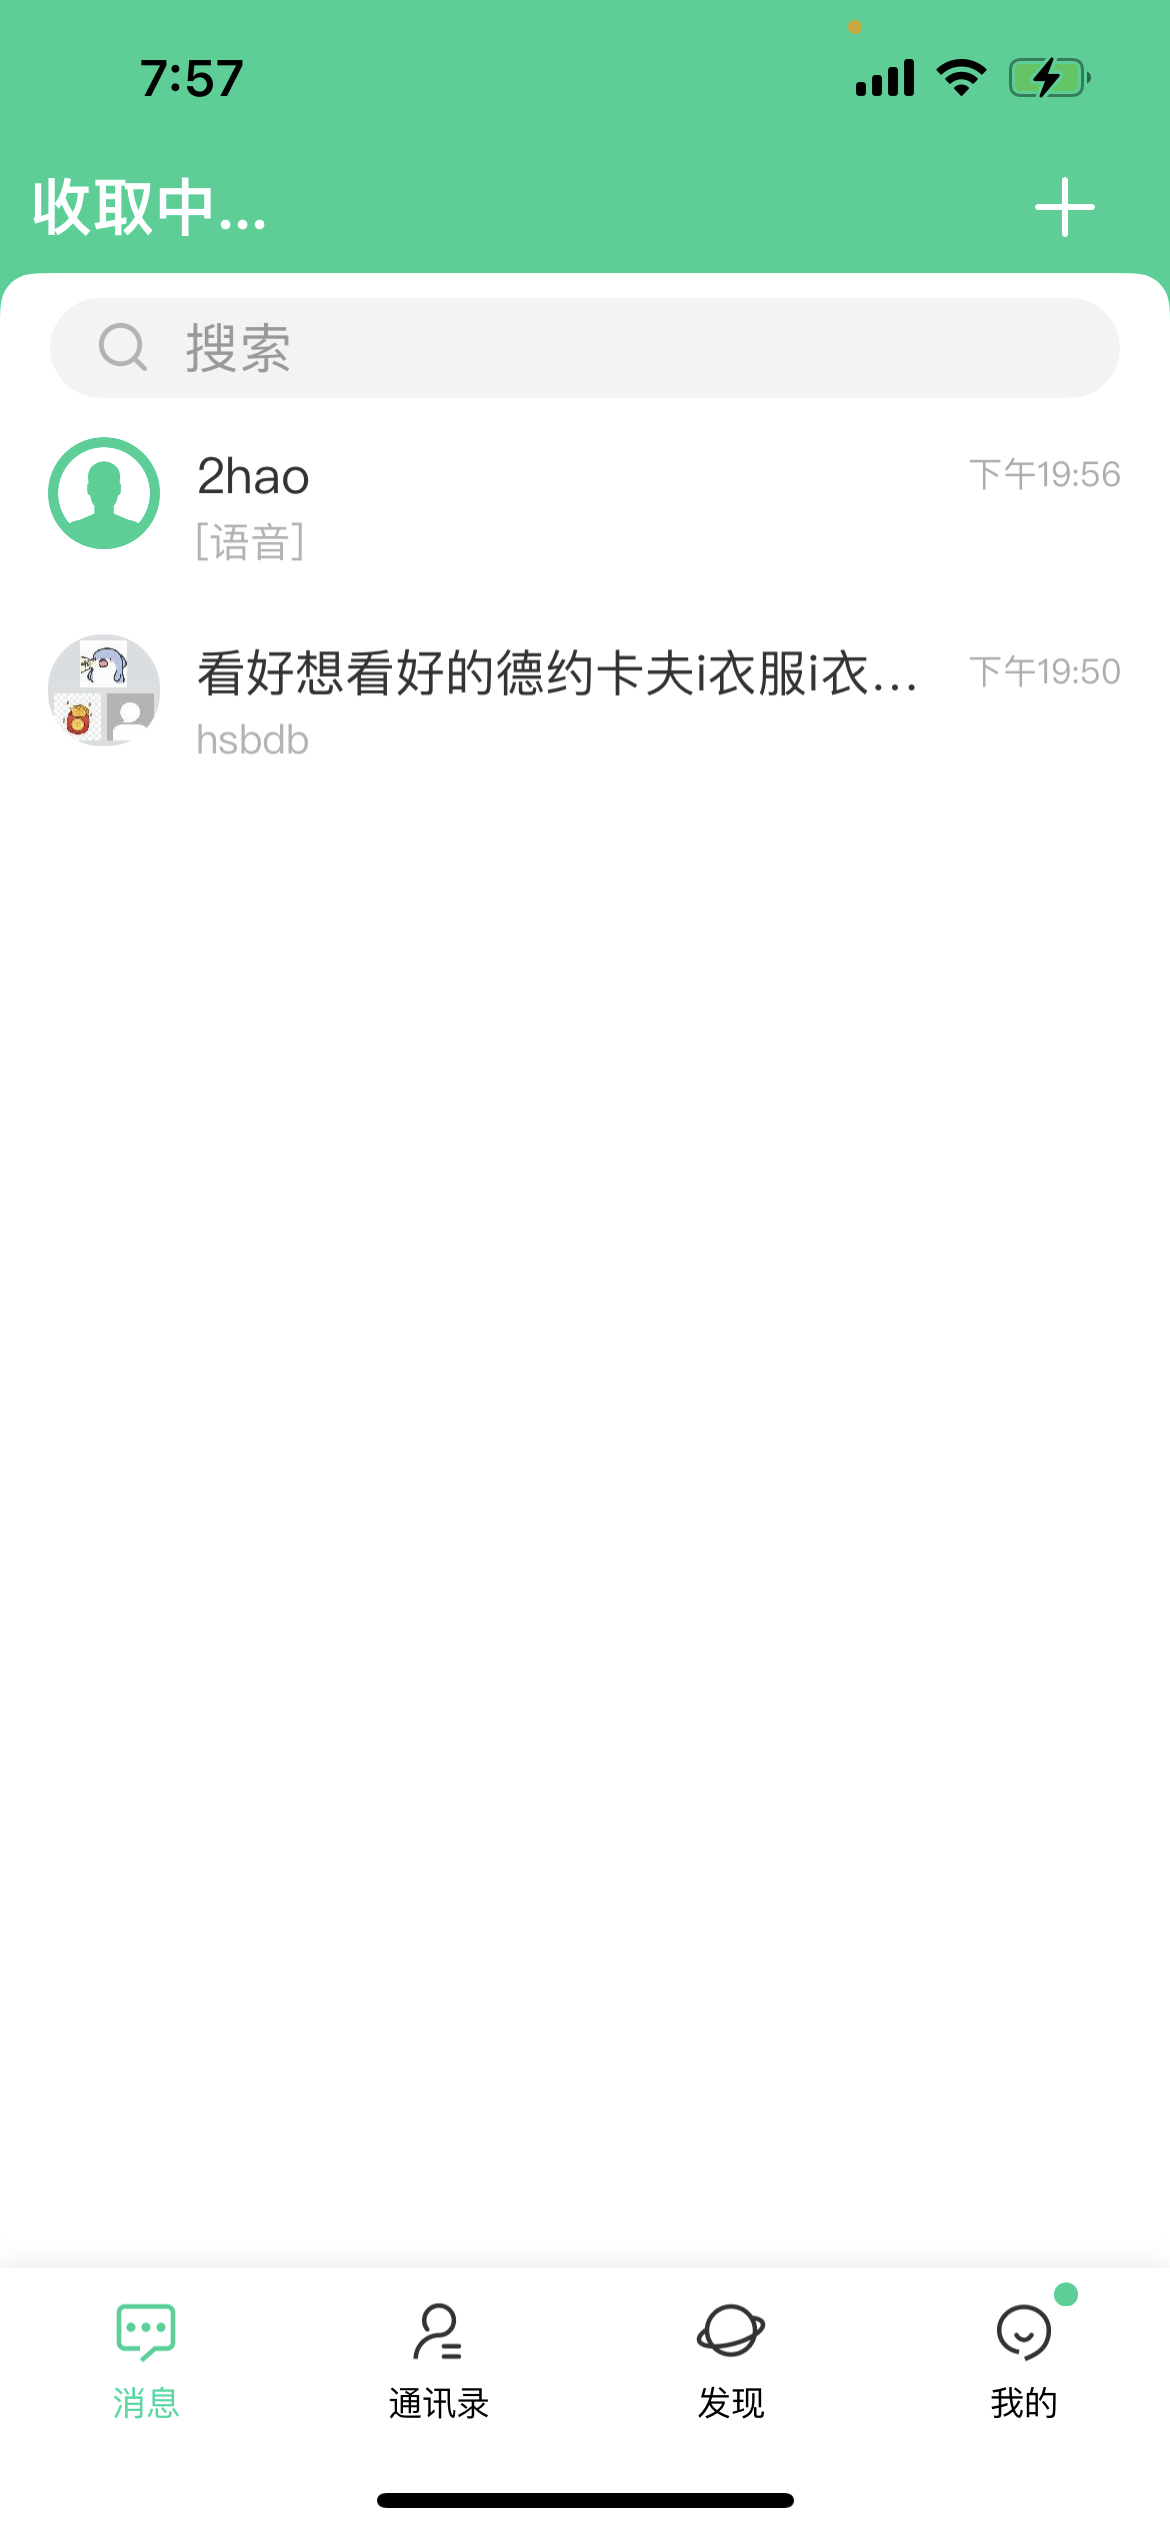 7:57
收取中...
搜索
2hao
下午19:56
[语音]
看好想看好的德约卡夫i衣服i衣...
下午19:50
hsbdb
消息
通讯录
发现
我的